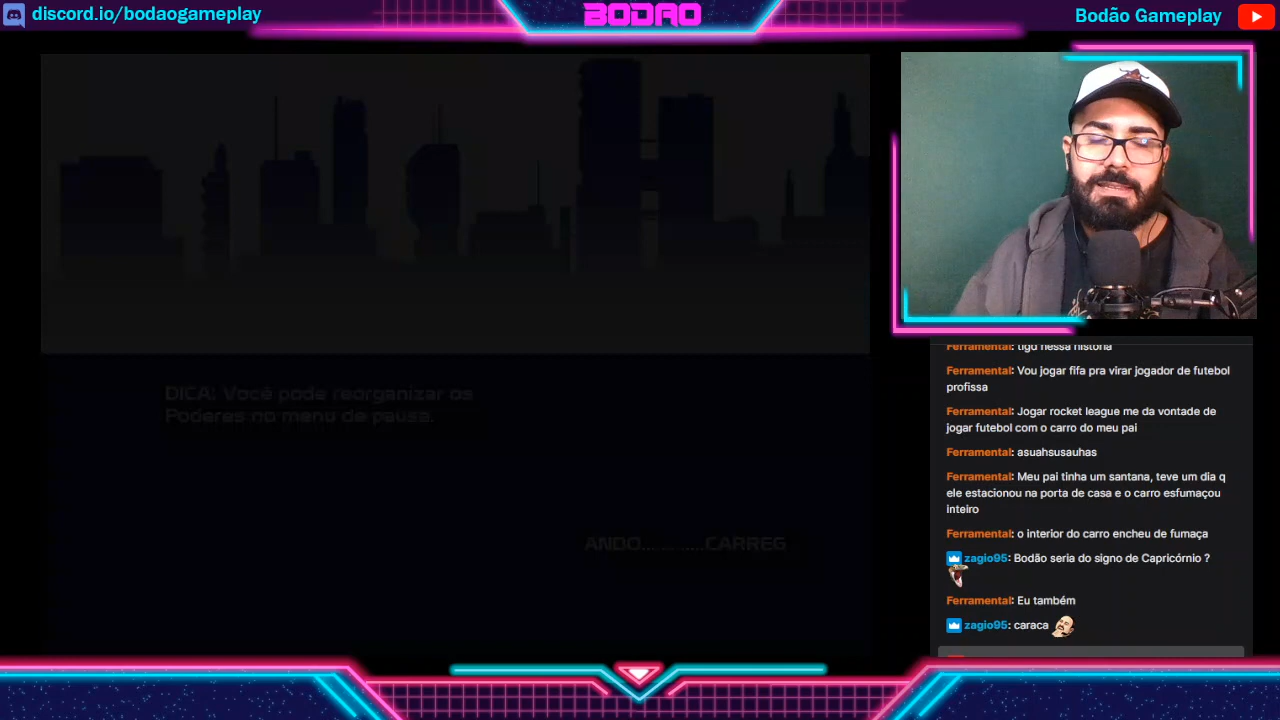 discord.io/bodaogameplay
BODAO
Bodão Gameplay
DICA: Você pode reorganizar os
Poderes no menu de pausa.
ANDO... ... ...CARREG
Ferramental: tigo nessa história
Ferramental: Vou jogar fifa pra virar jogador de futebol
profissa
Ferramental: Jogar rocket league me da vontade de
jogar futebol com o carro do meu pai
Ferramental: asuahsusauhas
Ferramental: Meu pai tinha um santana, teve um dia q
ele estacionou na porta de casa e o carro esfumaçou
inteiro
Ferramental: o interior do carro encheu de fumaça
zagio95: Bodão seria do signo de Capricórnio ?
Ferramental: Eu também
zagio95: caraca